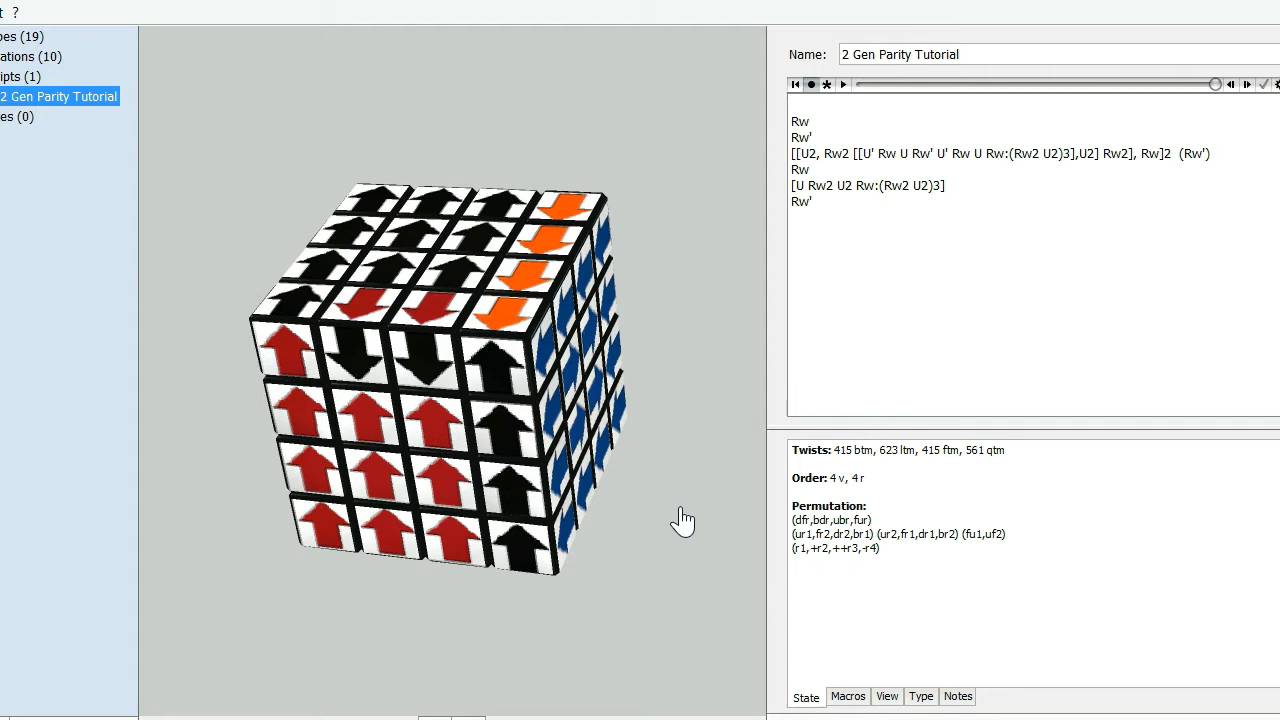 t ?
pes (19)
ations (10)
ipts (1)
2 Gen Parity Tutorial
es (0)
Name: 2 Gen Parity Tutorial
Rw
Rw'
[[U2, Rw2 [[U' Rw U Rw' U' Rw U Rw:(Rw2 U2)3],U2] Rw2], Rw]2 (Rw')
Rw
[U Rw2 U2 Rw:(Rw2 U2)3]
Rw'
Twists: 415 btm, 623 ltm, 415 ftm, 561 qtm
Order: 4 v, 4 r
Permutation:
(dfr,bdr,ubr,fur)
(ur1,fr2,dr2,br1) (ur2,fr1,dr1,br2) (fu1,uf2)
(r1,+r2,++r3,-r4)
State Macros View Type Notes